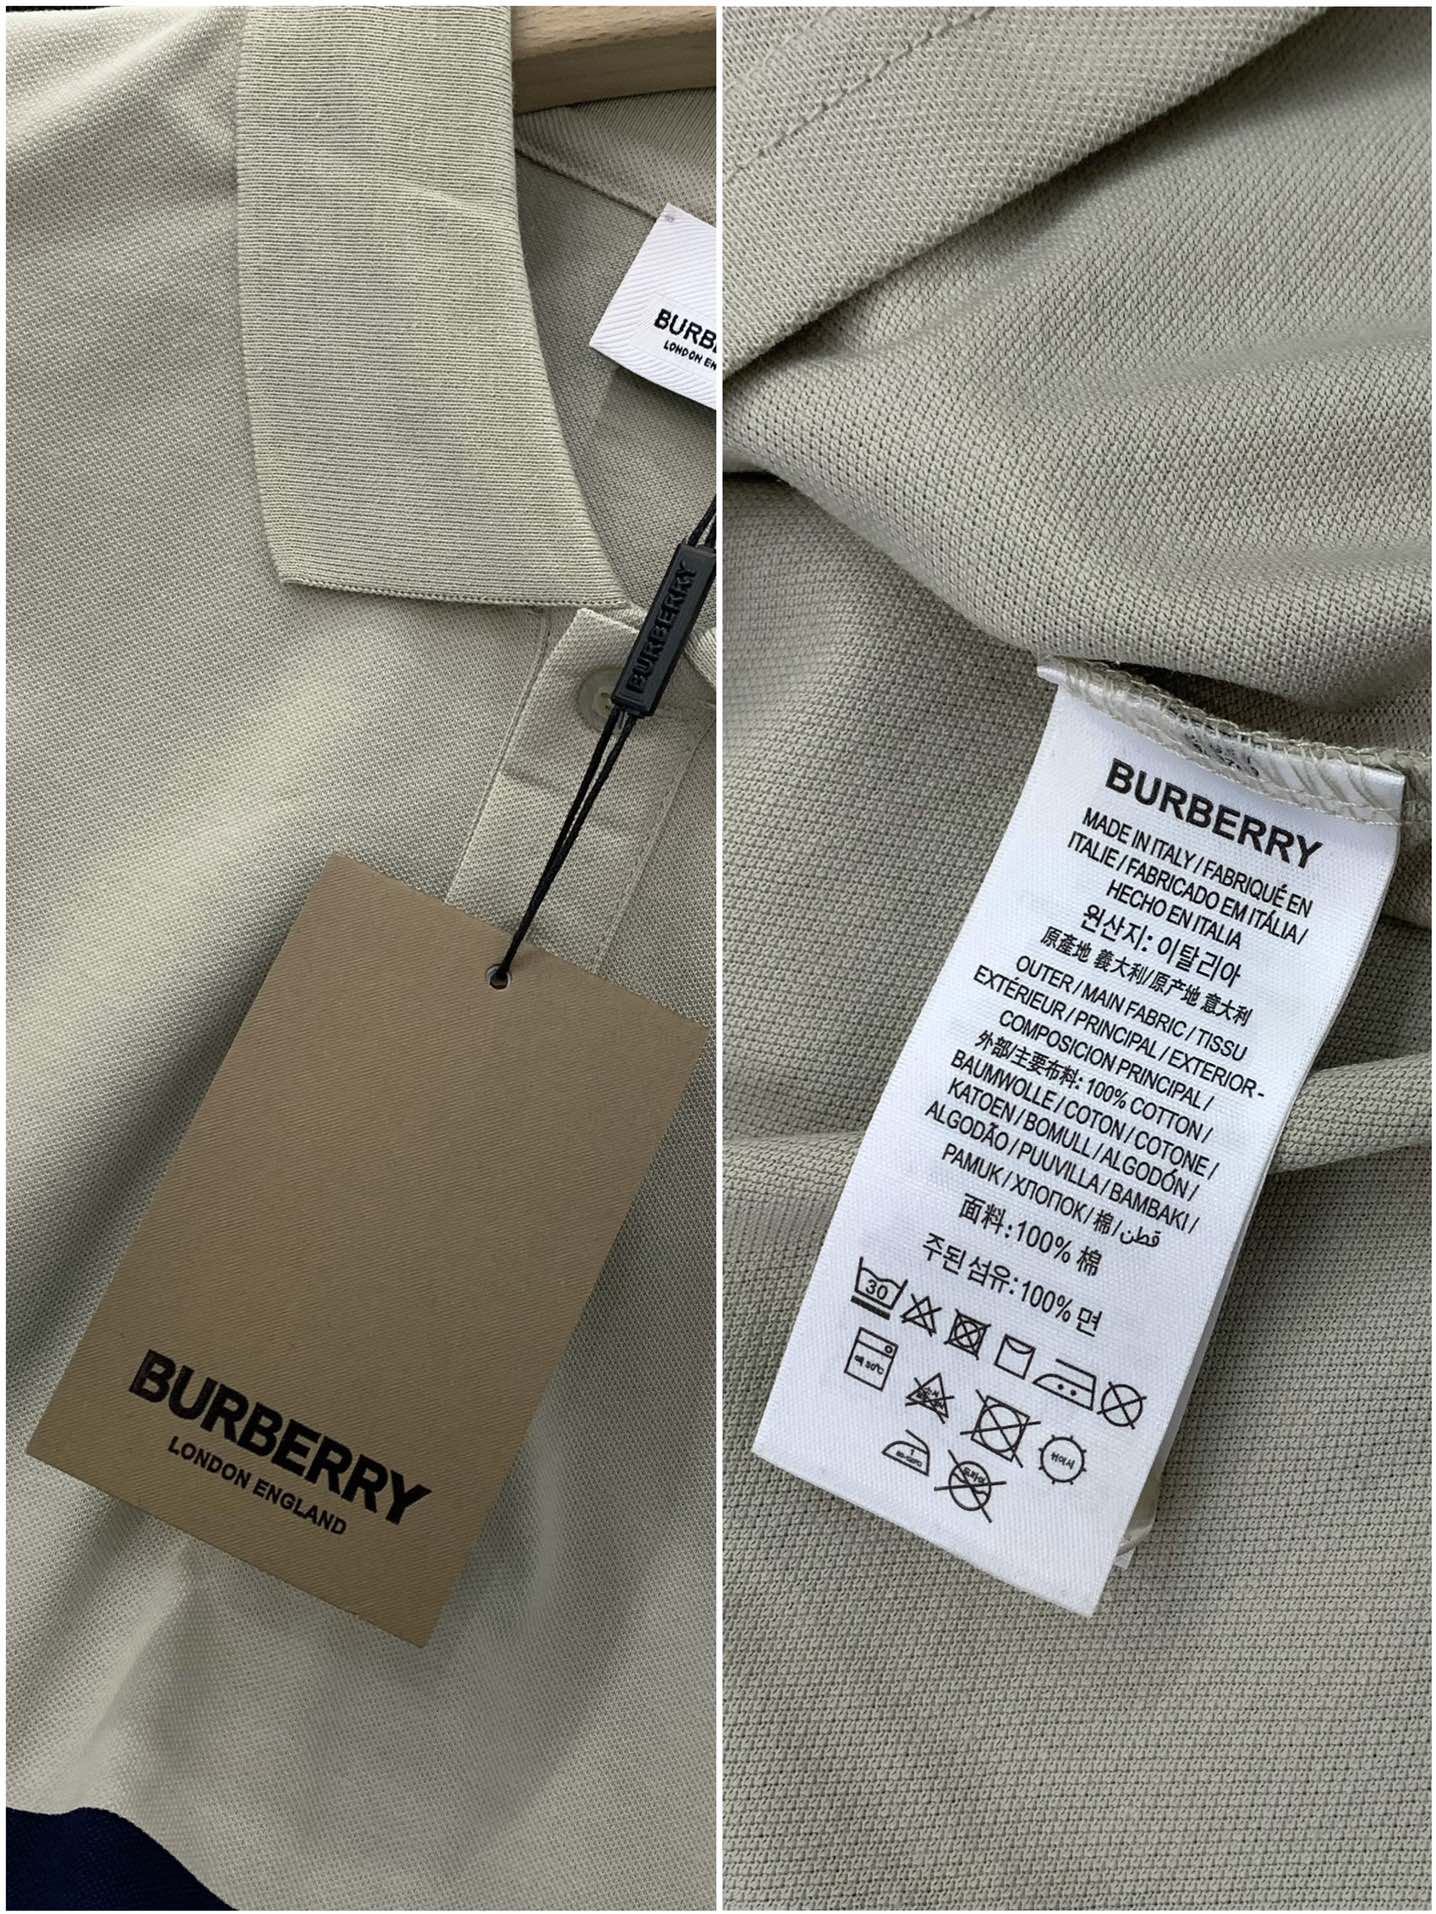 BURB
LONDON EN
BURBERRY
BURBERRY
LONDON ENGLAND
BURBERRY
MADE IN ITALY / FABRIQUÉ EN
ITALIE / FABRICADO EM ITÁLIA /
HECHO EN ITALIA
원산지: 이탈리아
原產地 義大利/原产地 意大利
OUTER / MAIN FABRIC / TISSU
EXTÉRIEUR / PRINCIPAL / EXTERIOR-
COMPOSICION PRINCIPAL /
外部/主要布料: 100% COTTON /
BAUMWOLLE / COTON / COTONE /
KATOEN / BOMULL / ALGODÓN /
ALGODÃO / PUUVILLA / BAMBAKI /
PAMUK / ХЛОПОК / 棉 / قطن
面料:100% 棉
주된 섬유:100% 면
30
약 30℃